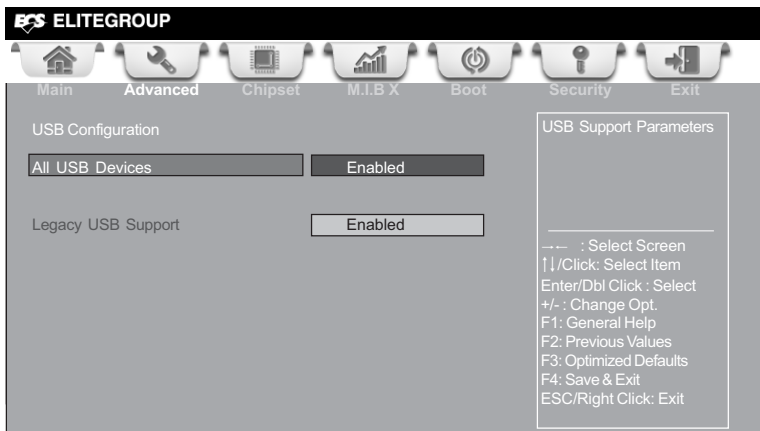 ECS ELITEGROUP
Main Advanced Chipset M.I.B X Boot Security Exit
USB Configuration
All USB Devices Enabled
Legacy USB Support Enabled
USB Support Parameters
→← : Select Screen
↑↓/Click: Select Item
Enter/Dbl Click : Select
+/- : Change Opt.
F1: General Help
F2: Previous Values
F3: Optimized Defaults
F4: Save & Exit
ESC/Right Click: Exit